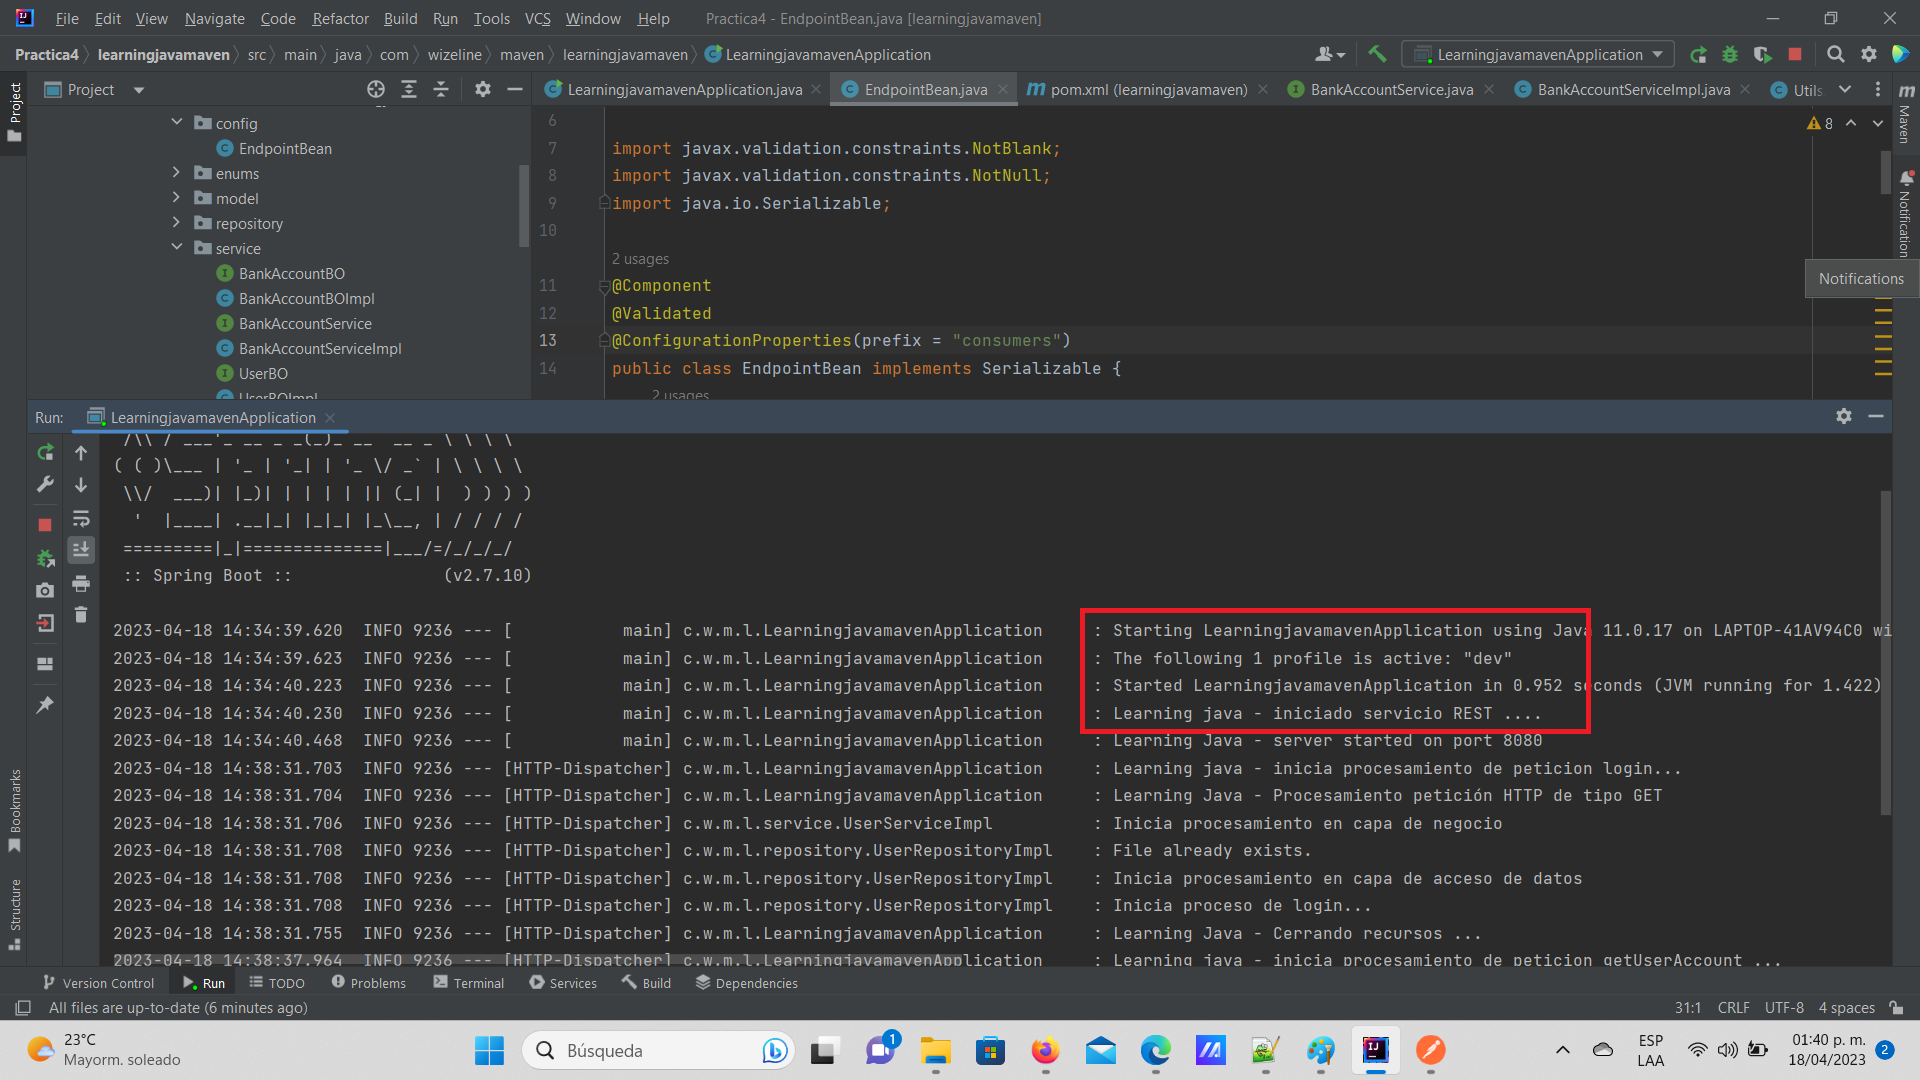 File Edit View Navigate Code Refactor Build Run Tools VCS Window Help Practica4 - EndpointBean.java [learningjavamaven]
Practica4 learningjavamaven src main java com wizeline maven learningjavamaven LearningjavamavenApplication
LearningjavamavenApplication
Project
LearningjavamavenApplication.java EndpointBean.java pom.xml (learningjavamaven) BankAccountService.java BankAccountServiceImpl.java Utils
Project
Maven
Notification
config
EndpointBean
enums
model
repository
service
BankAccountBO
BankAccountBOImpl
BankAccountService
BankAccountServiceImpl
UserBO
UserBOImpl
8
6
7 import javax.validation.constraints.NotBlank;
8 import javax.validation.constraints.NotNull;
9 import java.io.Serializable;
10
2 usages
11 @Component
12 @Validated
13 @ConfigurationProperties(prefix = "consumers")
14 public class EndpointBean implements Serializable {
2 usages
Notifications
Run: LearningjavamavenApplication
 /\\ / ___'_ __ _ _(_)_ __  __ _ \ \ \ \
( ( )\___ | '_ | '_| | '_ \/ _` | \ \ \ \
 \\/  ___)| |_)| | | | | || (_| |  ) ) ) )
  '  |____| .__|_| |_|_| |_\__, | / / / /
 =========|_|==============|___/=/_/_/_/
:: Spring Boot :: (v2.7.10)
2023-04-18 14:34:39.620 INFO 9236 --- [ main] c.w.m.l.LearningjavamavenApplication : Starting LearningjavamavenApplication using Java 11.0.17 on LAPTOP-41AV94C0 wi
2023-04-18 14:34:39.623 INFO 9236 --- [ main] c.w.m.l.LearningjavamavenApplication : The following 1 profile is active: "dev"
2023-04-18 14:34:40.223 INFO 9236 --- [ main] c.w.m.l.LearningjavamavenApplication : Started LearningjavamavenApplication in 0.952 seconds (JVM running for 1.422)
2023-04-18 14:34:40.230 INFO 9236 --- [ main] c.w.m.l.LearningjavamavenApplication : Learning java - iniciado servicio REST ....
2023-04-18 14:34:40.468 INFO 9236 --- [ main] c.w.m.l.LearningjavamavenApplication : Learning Java - server started on port 8080
2023-04-18 14:38:31.703 INFO 9236 --- [HTTP-Dispatcher] c.w.m.l.LearningjavamavenApplication : Learning java - inicia procesamiento de peticion login...
2023-04-18 14:38:31.704 INFO 9236 --- [HTTP-Dispatcher] c.w.m.l.LearningjavamavenApplication : Learning Java - Procesamiento petición HTTP de tipo GET
2023-04-18 14:38:31.706 INFO 9236 --- [HTTP-Dispatcher] c.w.m.l.service.UserServiceImpl : Inicia procesamiento en capa de negocio
2023-04-18 14:38:31.708 INFO 9236 --- [HTTP-Dispatcher] c.w.m.l.repository.UserRepositoryImpl : File already exists.
2023-04-18 14:38:31.708 INFO 9236 --- [HTTP-Dispatcher] c.w.m.l.repository.UserRepositoryImpl : Inicia procesamiento en capa de acceso de datos
2023-04-18 14:38:31.708 INFO 9236 --- [HTTP-Dispatcher] c.w.m.l.repository.UserRepositoryImpl : Inicia proceso de login...
2023-04-18 14:38:31.755 INFO 9236 --- [HTTP-Dispatcher] c.w.m.l.LearningjavamavenApplication : Learning Java - Cerrando recursos ...
2023-04-18 14:38:37.964 INFO 9236 --- [HTTP-Dispatcher] c.w.m.l.LearningjavamavenApplication : Learning java - inicia procesamiento de peticion getUserAccount ...
Bookmarks
Structure
Version Control Run TODO Problems Terminal Services Build Dependencies
All files are up-to-date (6 minutes ago) 31:1 CRLF UTF-8 4 spaces
23°C
Mayorm. soleado
Búsqueda
1
ESP
LAA
01:40 p. m.
18/04/2023
2